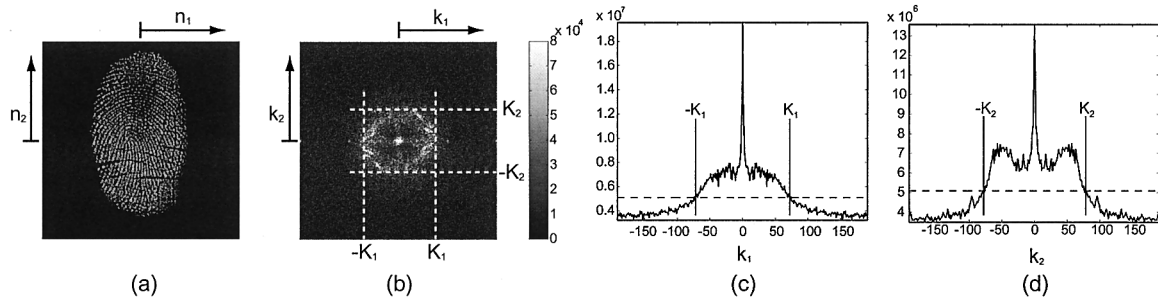 n1
n2
(a)
k1
k2
K2
-K2
-K1
K1
x 10^4
8
7
6
5
4
3
2
1
0
(b)
x 10^7
1.8
1.6
1.4
1.2
1
0.8
0.6
0.4
-K1
K1
-150 -100 -50 0 50 100 150
k1
(c)
x 10^6
13
12
11
10
9
8
7
6
5
4
-K2
K2
-150 -100 -50 0 50 100 150
k2
(d)